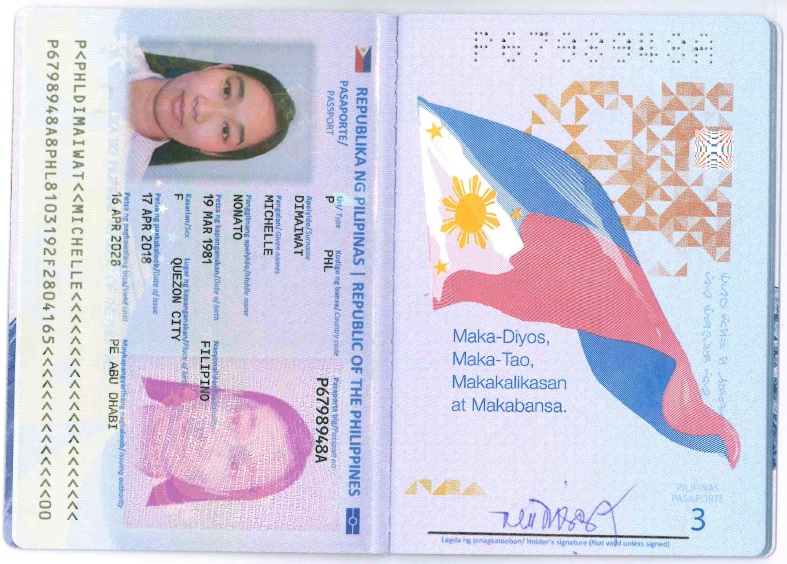 REPUBLIKA NG PILIPINAS | REPUBLIC OF THE PHILIPPINES
PASAPORTE/
PASSPORT
Uri/ Type Kodigo ng bansa/ Country code Pasaporte blg/Passport no
P PHL P6798948A
Apelyido/Surname
DIMAIWAT
Pangalan/Given names
MICHELLE
Panggitnang apelyido/Middle name
NONATO
Petsa ng kapanganakan/Date of birth
19 MAR 1981 FILIPINO
Kasarian/Sex Lugar ng kapanganakan/Place of birth
F QUEZON CITY
Petsa ng pagkakaloob/Date of issue
17 APR 2018
Petsa ng pagkawalang bisa/Valid until Maykapangyarihang nagkaloob/Issuing authority
16 APR 2028 PE ABU DHABI
P<PHLDIMAIWAT<<MICHELLE<<<<<<<<<<<<<<<<<<<<<
P6798948A8PHL8103192F2804165<<<<<<<<<<<<<<00
P6798948A
Maka-Diyos,
Maka-Tao,
Makakalikasan
at Makabansa.
PILIPINAS
PASAPORTE
3
Lagda ng pinagkalooban/ Holder's signature (Not valid unless signed)